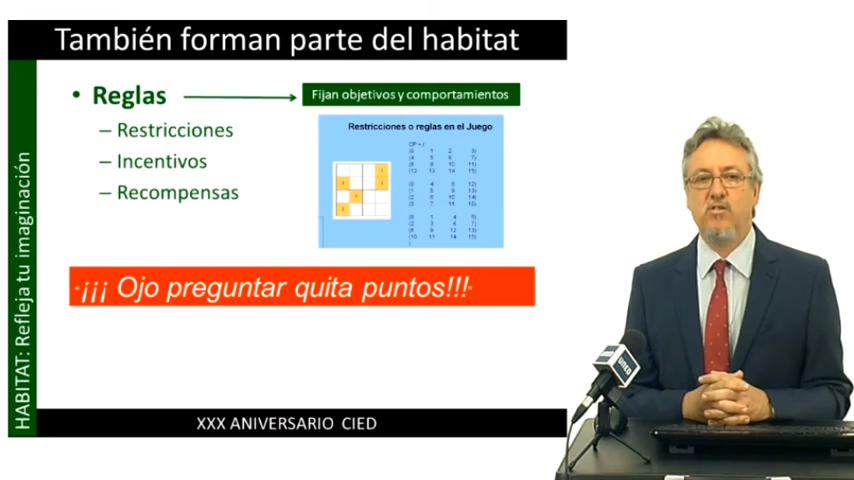 También forman parte del habitat
• Reglas
Fijan objetivos y comportamientos
– Restricciones
– Incentivos
– Recompensas
Restricciones o reglas en el Juego
"¡¡¡ Ojo preguntar quita puntos!!!"
HABITAT: Refleja tu imaginación
XXX ANIVERSARIO CIED
UNED